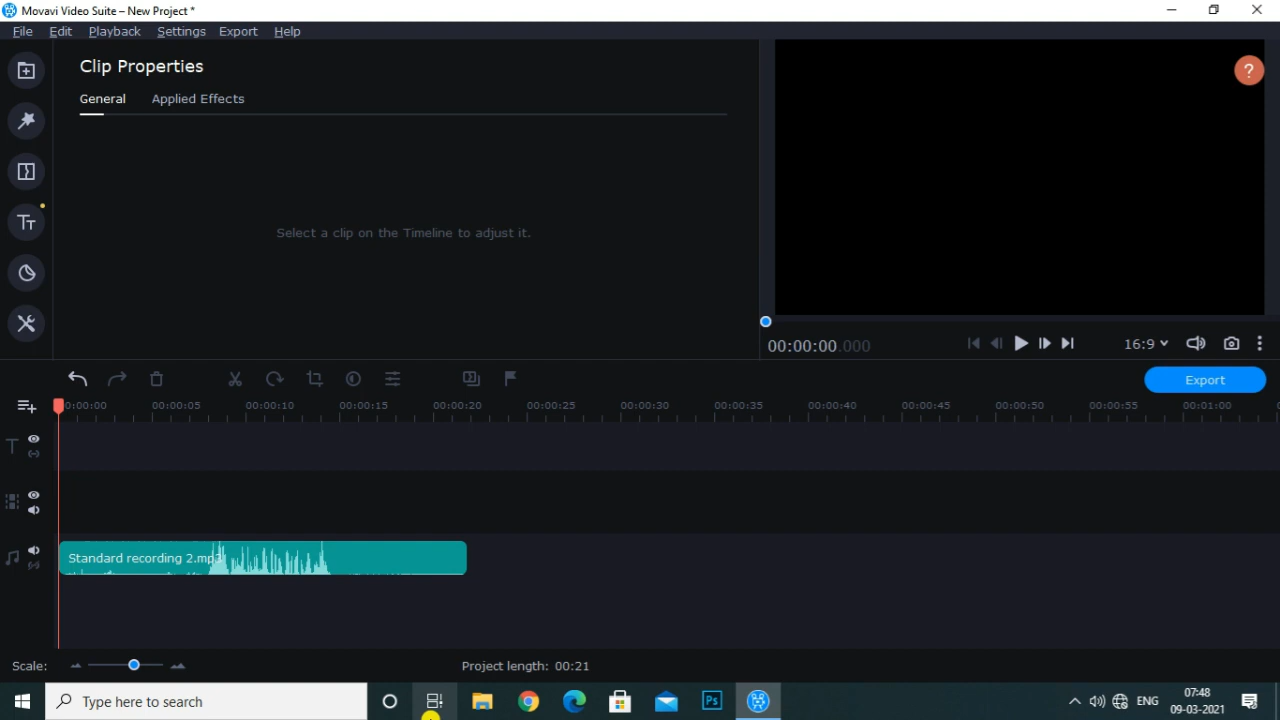 Movavi Video Suite – New Project *
File Edit Playback Settings Export Help
Clip Properties
General Applied Effects
Select a clip on the Timeline to adjust it.
?
00:00:00.000
16:9
Export
0:00:00 00:00:05 00:00:10 00:00:15 00:00:20 00:00:25 00:00:30 00:00:35 00:00:40 00:00:45 00:00:50 00:00:55 00:01:00
Standard recording 2.mp3
Scale: Project length: 00:21
Type here to search
Ps
ENG
07:48
09-03-2021